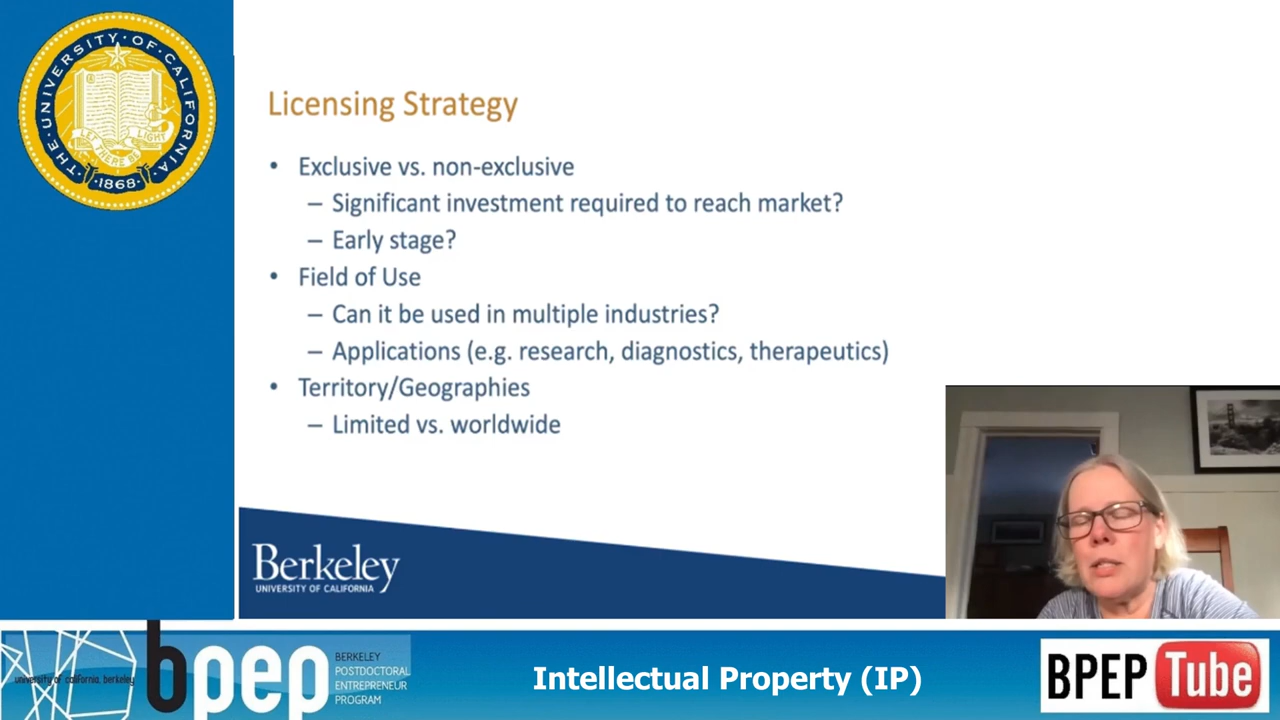 THE·UNIVERSITY·OF·CALIFORNIA
LET THERE BE LIGHT
·1868·
Licensing Strategy
• Exclusive vs. non-exclusive
– Significant investment required to reach market?
– Early stage?
• Field of Use
– Can it be used in multiple industries?
– Applications (e.g. research, diagnostics, therapeutics)
• Territory/Geographies
– Limited vs. worldwide
Berkeley
UNIVERSITY OF CALIFORNIA
university of california, berkeley
bpep
BERKELEY
POSTDOCTORAL
ENTREPRENEUR
PROGRAM
Intellectual Property (IP)
BPEP Tube